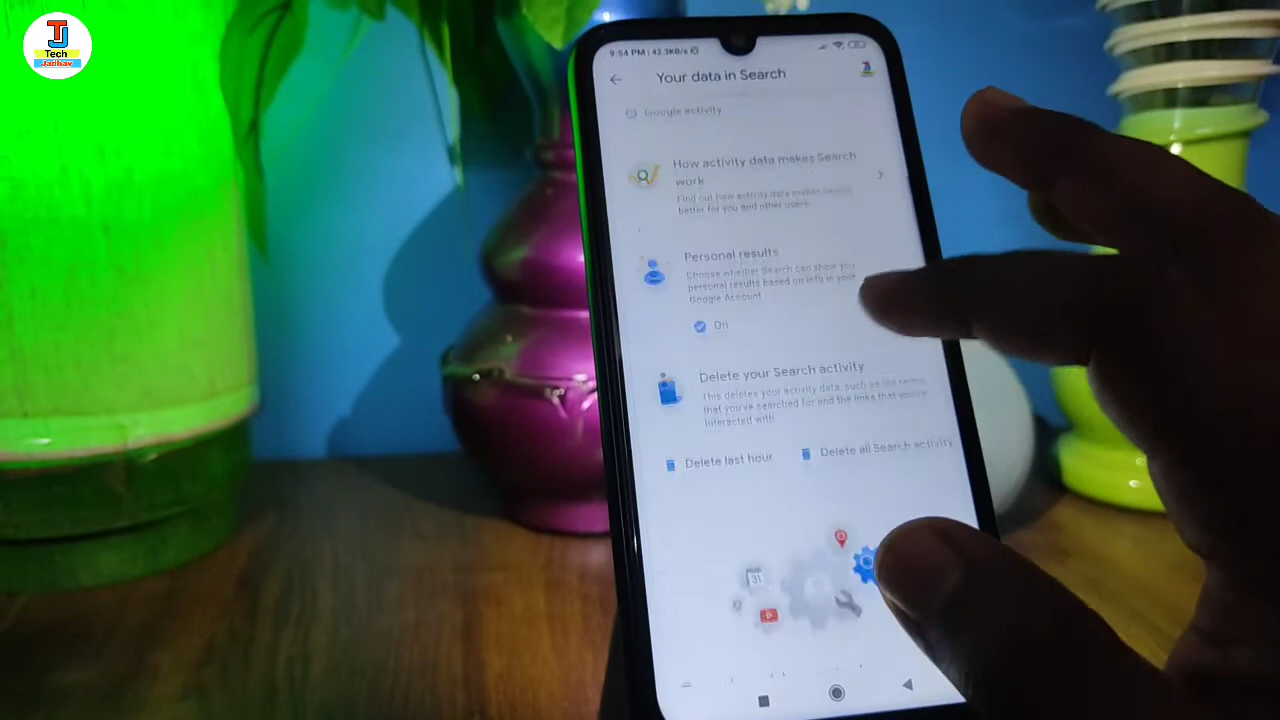 TJ
Tech
Jadhav
9:54 PM | 42.3KB/s
Your data in Search
Google activity
How activity data makes Search
work
Find out how activity data makes Search
better for you and other users.
Personal results
Choose whether Search can show you
personal results based on info in your
Google Account
On
Delete your Search activity
This deletes your activity data, such as the terms
that you've searched for and the links that you've
interacted with
Delete last hour
Delete all Search activity
31